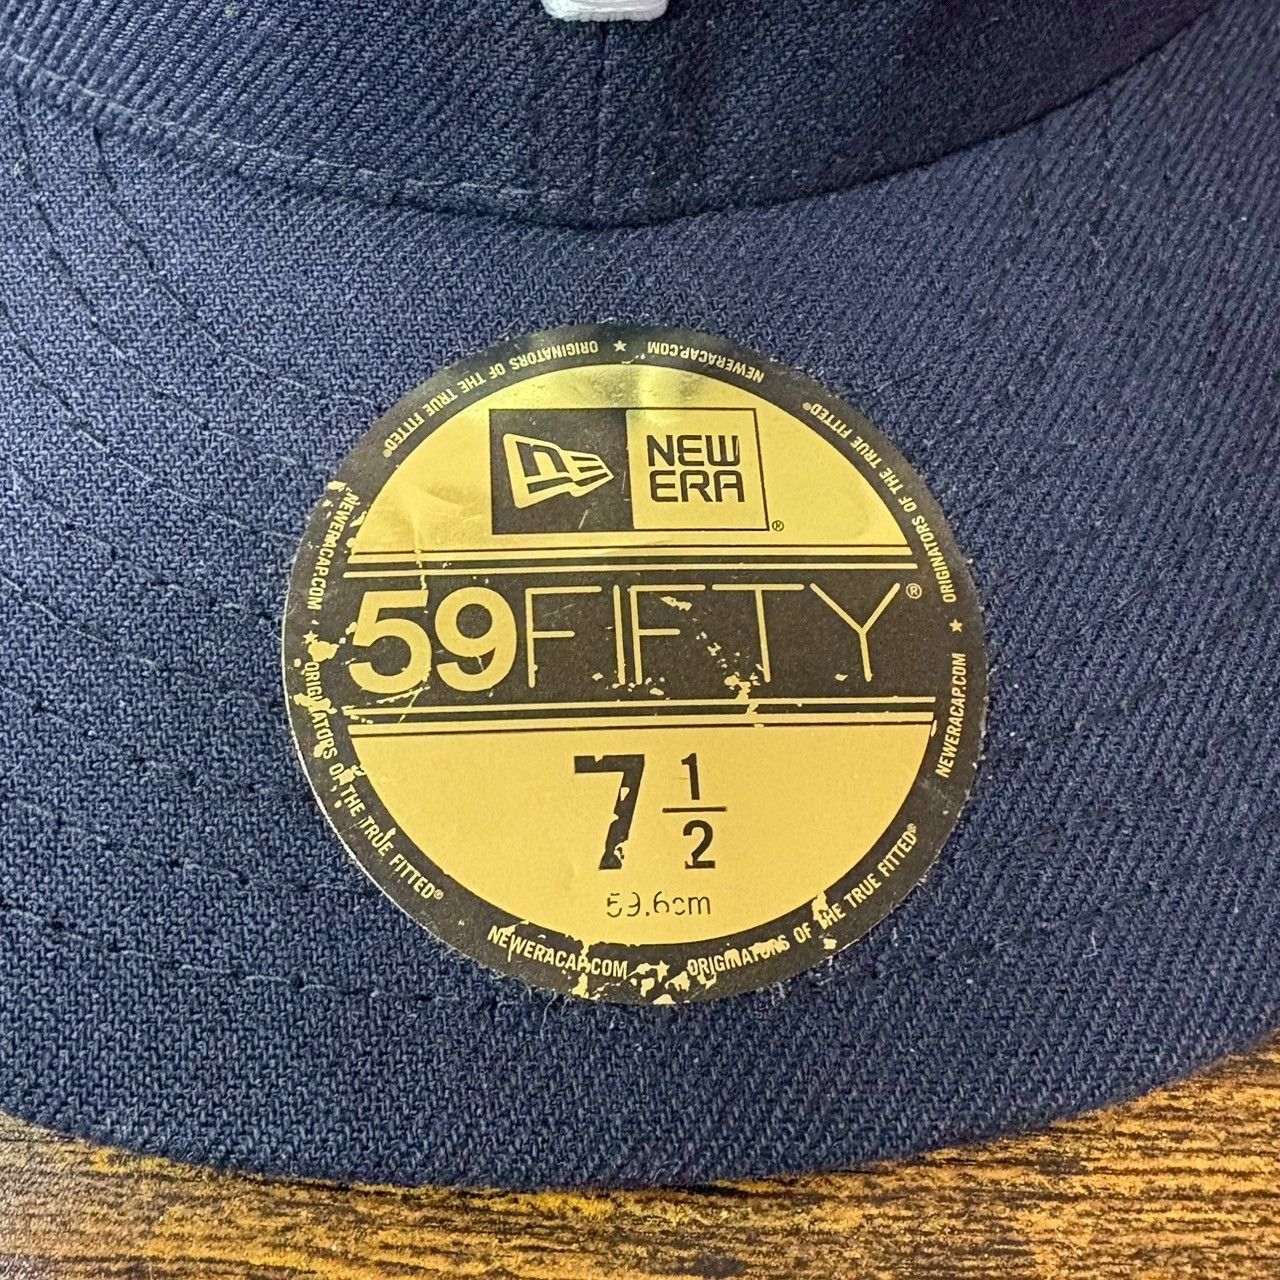 NEW
ERA®
59FIFTY®
7 1/2
59.6cm
ORIGINATORS OF THE TRUE FITTED®
NEWERACAP.COM
★
ORIGINATORS OF THE TRUE FITTED®
NEWERACAP.COM
★
ORIGINATORS OF THE TRUE FITTED®
NEWERACAP.COM
★
ORIGINATORS OF THE TRUE FITTED®
NEWERACAP.COM
★